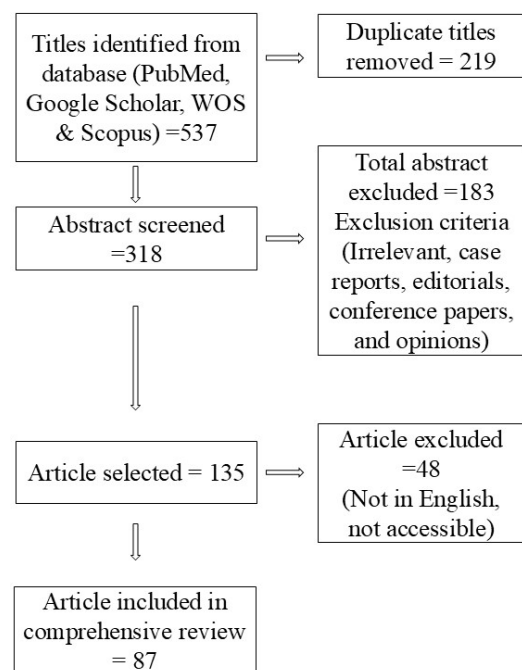 Titles identified from
database (PubMed,
Google Scholar, WOS
& Scopus) =537
Duplicate titles
removed = 219
Abstract screened
=318
Total abstract
excluded =183
Exclusion criteria
(Irrelevant, case
reports, editorials,
conference papers,
and opinions)
Article selected = 135
Article excluded
=48
(Not in English,
not accessible)
Article included in
comprehensive review
= 87